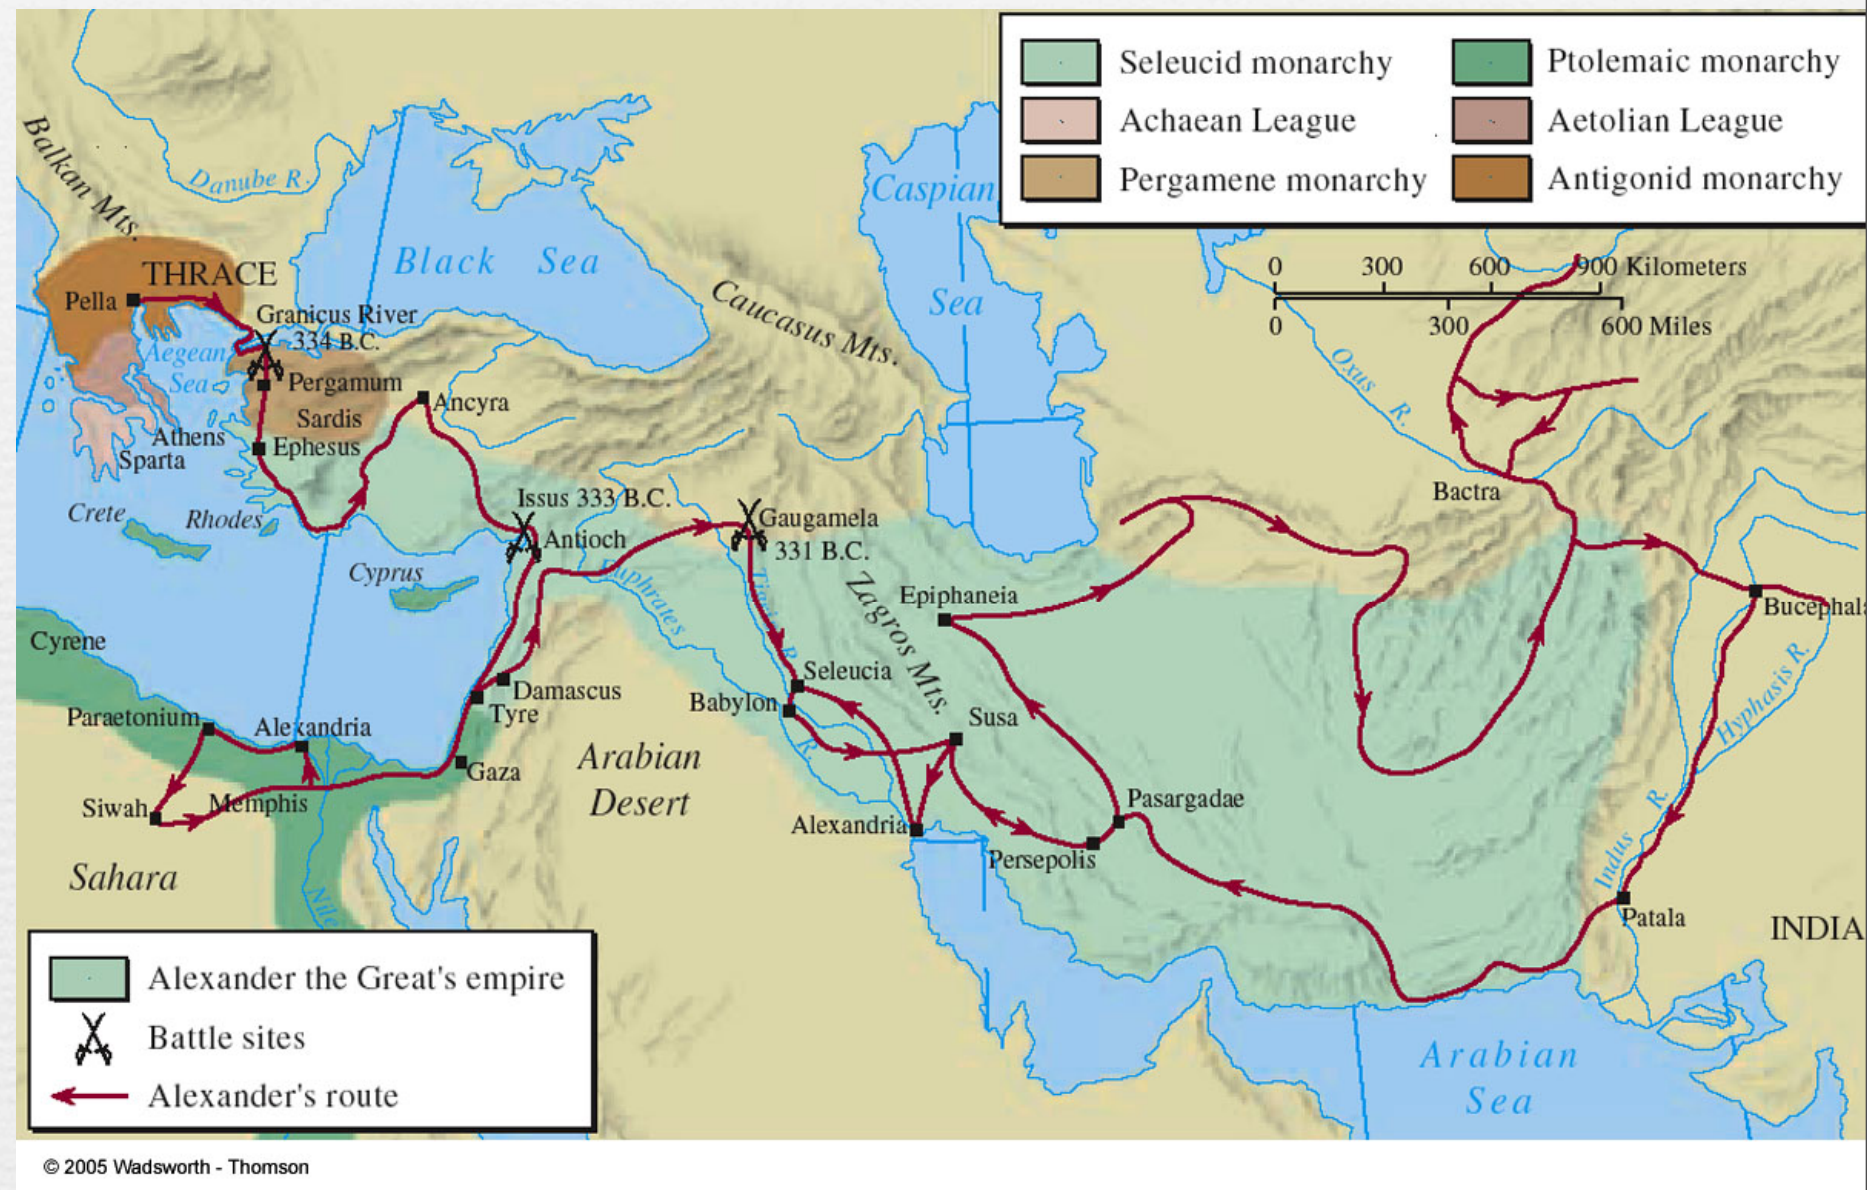 Seleucid monarchy
Ptolemaic monarchy
Achaean League
Aetolian League
Pergamene monarchy
Antigonid monarchy
Balkan Mts.
Danube R.
Caspian
Sea
Black Sea
Caucasus Mts.
THRACE
Pella
Granicus River
334 B.C.
Aegean
Sea
Pergamum
Sardis
Ancyra
Athens
Sparta
Ephesus
Crete
Rhodes
Cyprus
Issus 333 B.C.
Antioch
Gaugamela
331 B.C.
0 300 600 900 Kilometers
0 300 600 Miles
Oxus R.
Bactra
Euphrates
R.
Tigris R.
Zagros Mts.
Epiphaneia
Bucephala
Hyphasis R.
Cyrene
Damascus
Tyre
Seleucia
Babylon
Susa
Paraetonium
Alexandria
Gaza
Siwah
Memphis
Arabian
Desert
Alexandria
Persepolis
Pasargadae
Sahara
Nile
Indus R.
Patala
INDIA
Arabian
Sea
Alexander the Great's empire
Battle sites
Alexander's route
© 2005 Wadsworth - Thomson